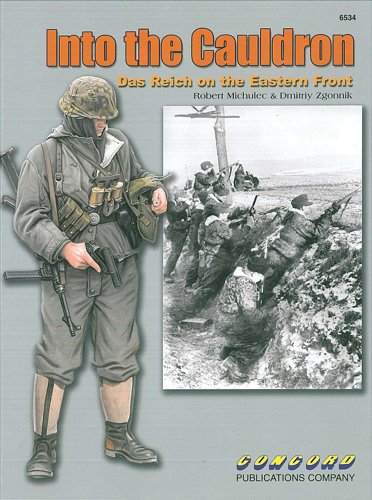 6534
Into the Cauldron
Das Reich on the Eastern Front
Robert Michulec & Dmitriy Zgonnik
CONCORD
PUBLICATIONS COMPANY